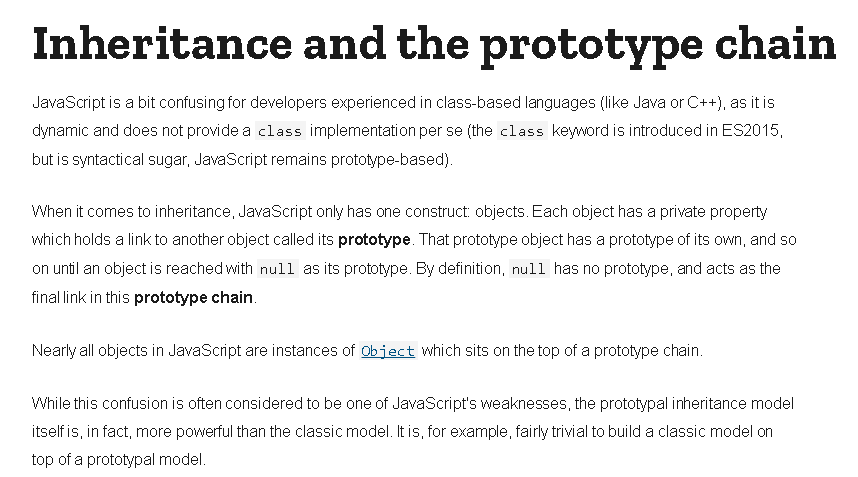 Inheritance and the prototype chain
JavaScript is a bit confusing for developers experienced in class-based languages (like Java or C++), as it is
dynamic and does not provide a class implementation per se (the class keyword is introduced in ES2015,
but is syntactical sugar, JavaScript remains prototype-based).
When it comes to inheritance, JavaScript only has one construct: objects. Each object has a private property
which holds a link to another object called its prototype. That prototype object has a prototype of its own, and so
on until an object is reached with null as its prototype. By definition, null has no prototype, and acts as the
final link in this prototype chain.
Nearly all objects in JavaScript are instances of Object which sits on the top of a prototype chain.
While this confusion is often considered to be one of JavaScript's weaknesses, the prototypal inheritance model
itself is, in fact, more powerful than the classic model. It is, for example, fairly trivial to build a classic model on
top of a prototypal model.